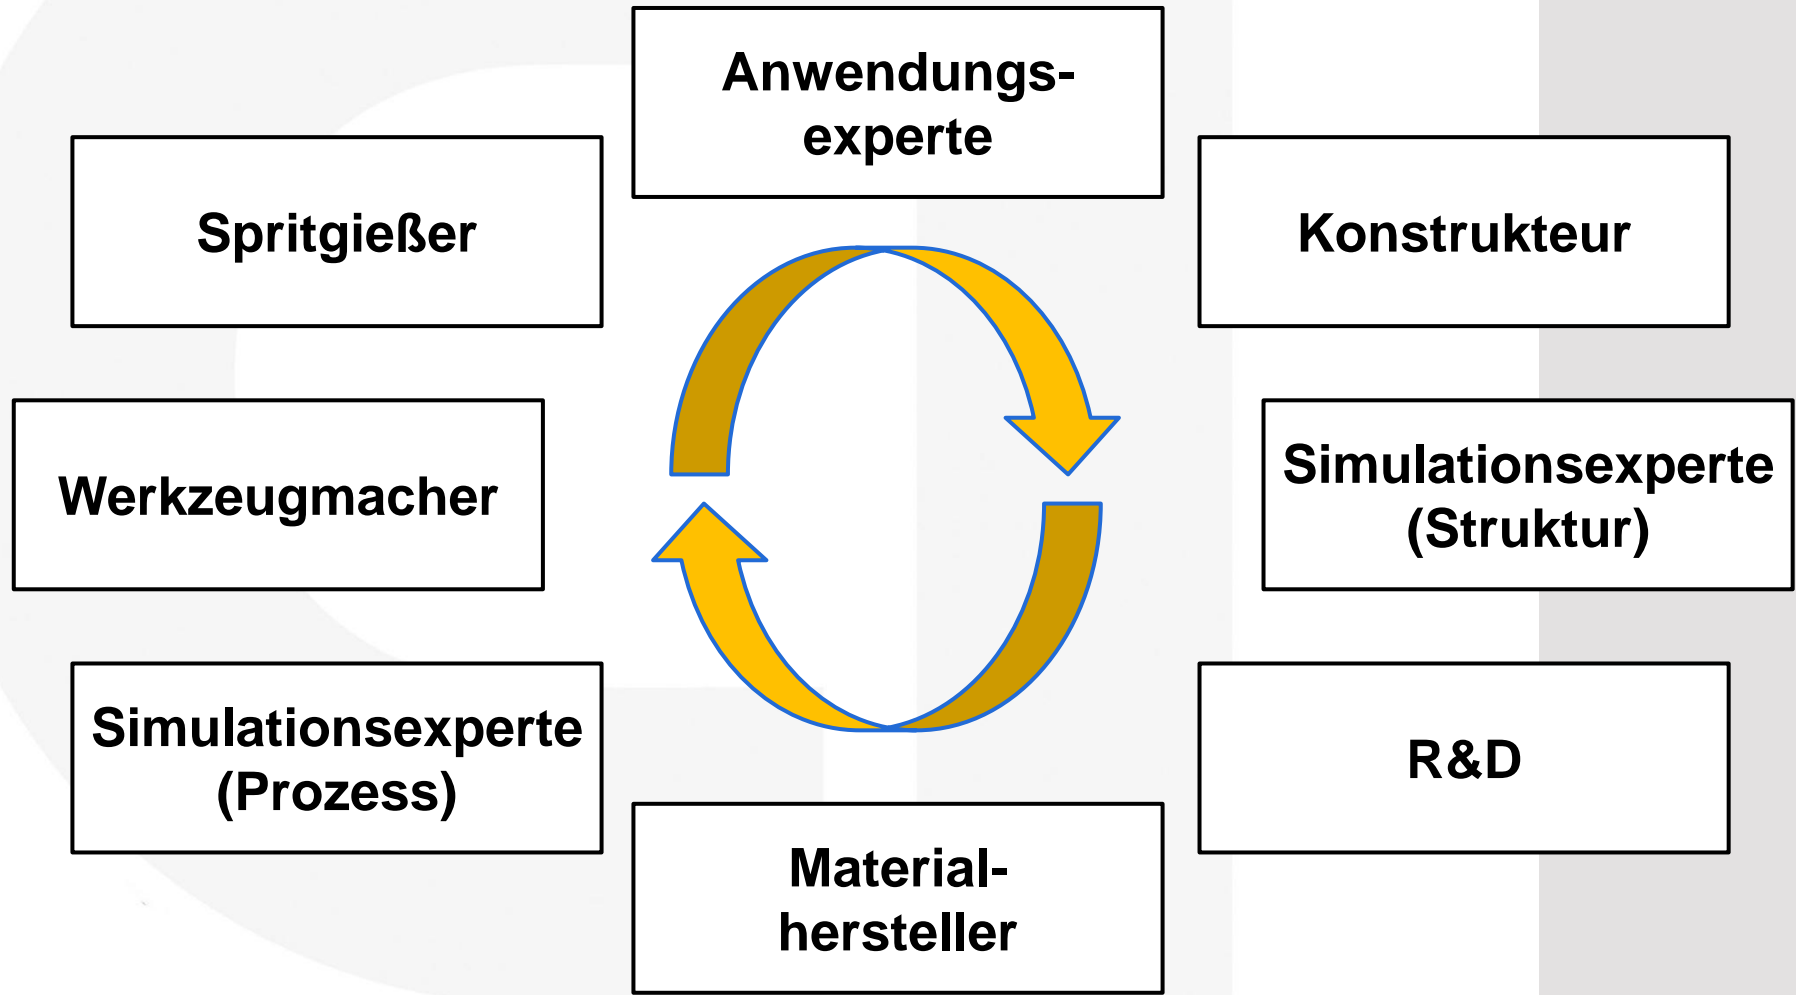 Anwendungs-
experte
Spritgießer
Konstrukteur
Werkzeugmacher
Simulationsexperte
(Struktur)
Simulationsexperte
(Prozess)
R&D
Material-
hersteller